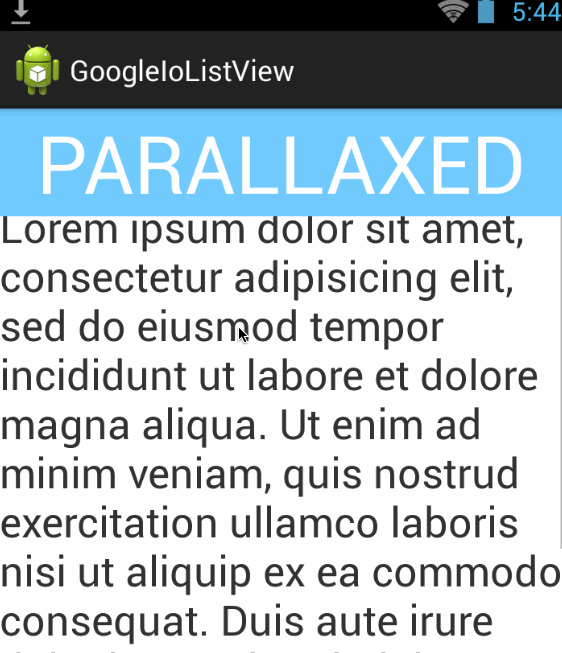 5:44
GoogleIoListView
PARALLAXED
Lorem ipsum dolor sit amet,
consectetur adipisicing elit,
sed do eiusmod tempor
incididunt ut labore et dolore
magna aliqua. Ut enim ad
minim veniam, quis nostrud
exercitation ullamco laboris
nisi ut aliquip ex ea commodo
consequat. Duis aute irure